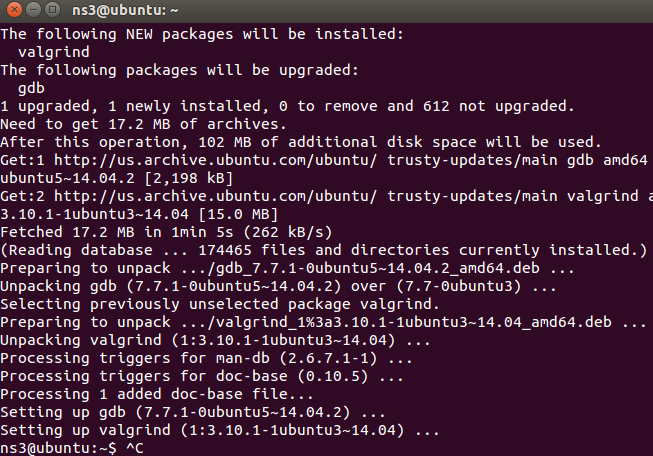 ns3@ubuntu: ~
The following NEW packages will be installed:
  valgrind
The following packages will be upgraded:
  gdb
1 upgraded, 1 newly installed, 0 to remove and 612 not upgraded.
Need to get 17.2 MB of archives.
After this operation, 102 MB of additional disk space will be used.
Get:1 http://us.archive.ubuntu.com/ubuntu/ trusty-updates/main gdb amd64
ubuntu5~14.04.2 [2,198 kB]
Get:2 http://us.archive.ubuntu.com/ubuntu/ trusty-updates/main valgrind a
3.10.1-1ubuntu3~14.04 [15.0 MB]
Fetched 17.2 MB in 1min 5s (262 kB/s)
(Reading database ... 174465 files and directories currently installed.)
Preparing to unpack .../gdb_7.7.1-0ubuntu5~14.04.2_amd64.deb ...
Unpacking gdb (7.7.1-0ubuntu5~14.04.2) over (7.7-0ubuntu3) ...
Selecting previously unselected package valgrind.
Preparing to unpack .../valgrind_1%3a3.10.1-1ubuntu3~14.04_amd64.deb ...
Unpacking valgrind (1:3.10.1-1ubuntu3~14.04) ...
Processing triggers for man-db (2.6.7.1-1) ...
Processing triggers for doc-base (0.10.5) ...
Processing 1 added doc-base file...
Setting up gdb (7.7.1-0ubuntu5~14.04.2) ...
Setting up valgrind (1:3.10.1-1ubuntu3~14.04) ...
ns3@ubuntu:~$ ^C